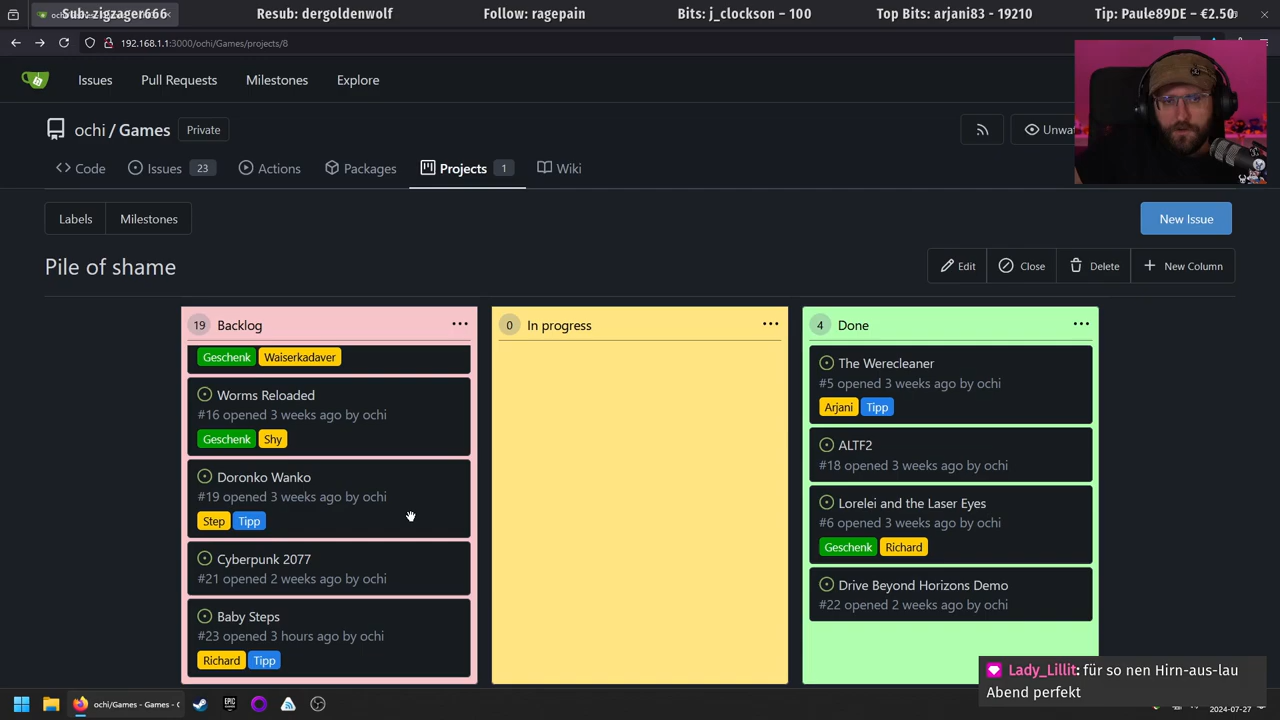 Sub: zigzager666
Resub: dergoldenwolf
Follow: ragepain
Bits: j_clockson – 100
Top Bits: arjani83 - 19210
Tip: Paule89DE – €2.50
192.168.1.1:3000/ochi/Games/projects/8
Issues
Pull Requests
Milestones
Explore
ochi / Games
Private
Code
Issues 23
Actions
Packages
Projects 1
Wiki
Labels
Milestones
New Issue
Pile of shame
Edit
Close
Delete
New Column
19 Backlog
Geschenk Waiserkadaver
Worms Reloaded
#16 opened 3 weeks ago by ochi
Geschenk Shy
Doronko Wanko
#19 opened 3 weeks ago by ochi
Step Tipp
Cyberpunk 2077
#21 opened 2 weeks ago by ochi
Baby Steps
#23 opened 3 hours ago by ochi
Richard Tipp
0 In progress
4 Done
The Werecleaner
#5 opened 3 weeks ago by ochi
Arjani Tipp
ALTF2
#18 opened 3 weeks ago by ochi
Lorelei and the Laser Eyes
#6 opened 3 weeks ago by ochi
Geschenk Richard
Drive Beyond Horizons Demo
#22 opened 2 weeks ago by ochi
Lady_Lillit: für so nen Hirn-aus-lau
Abend perfekt
ochi/Games - Games - 
2024-07-27